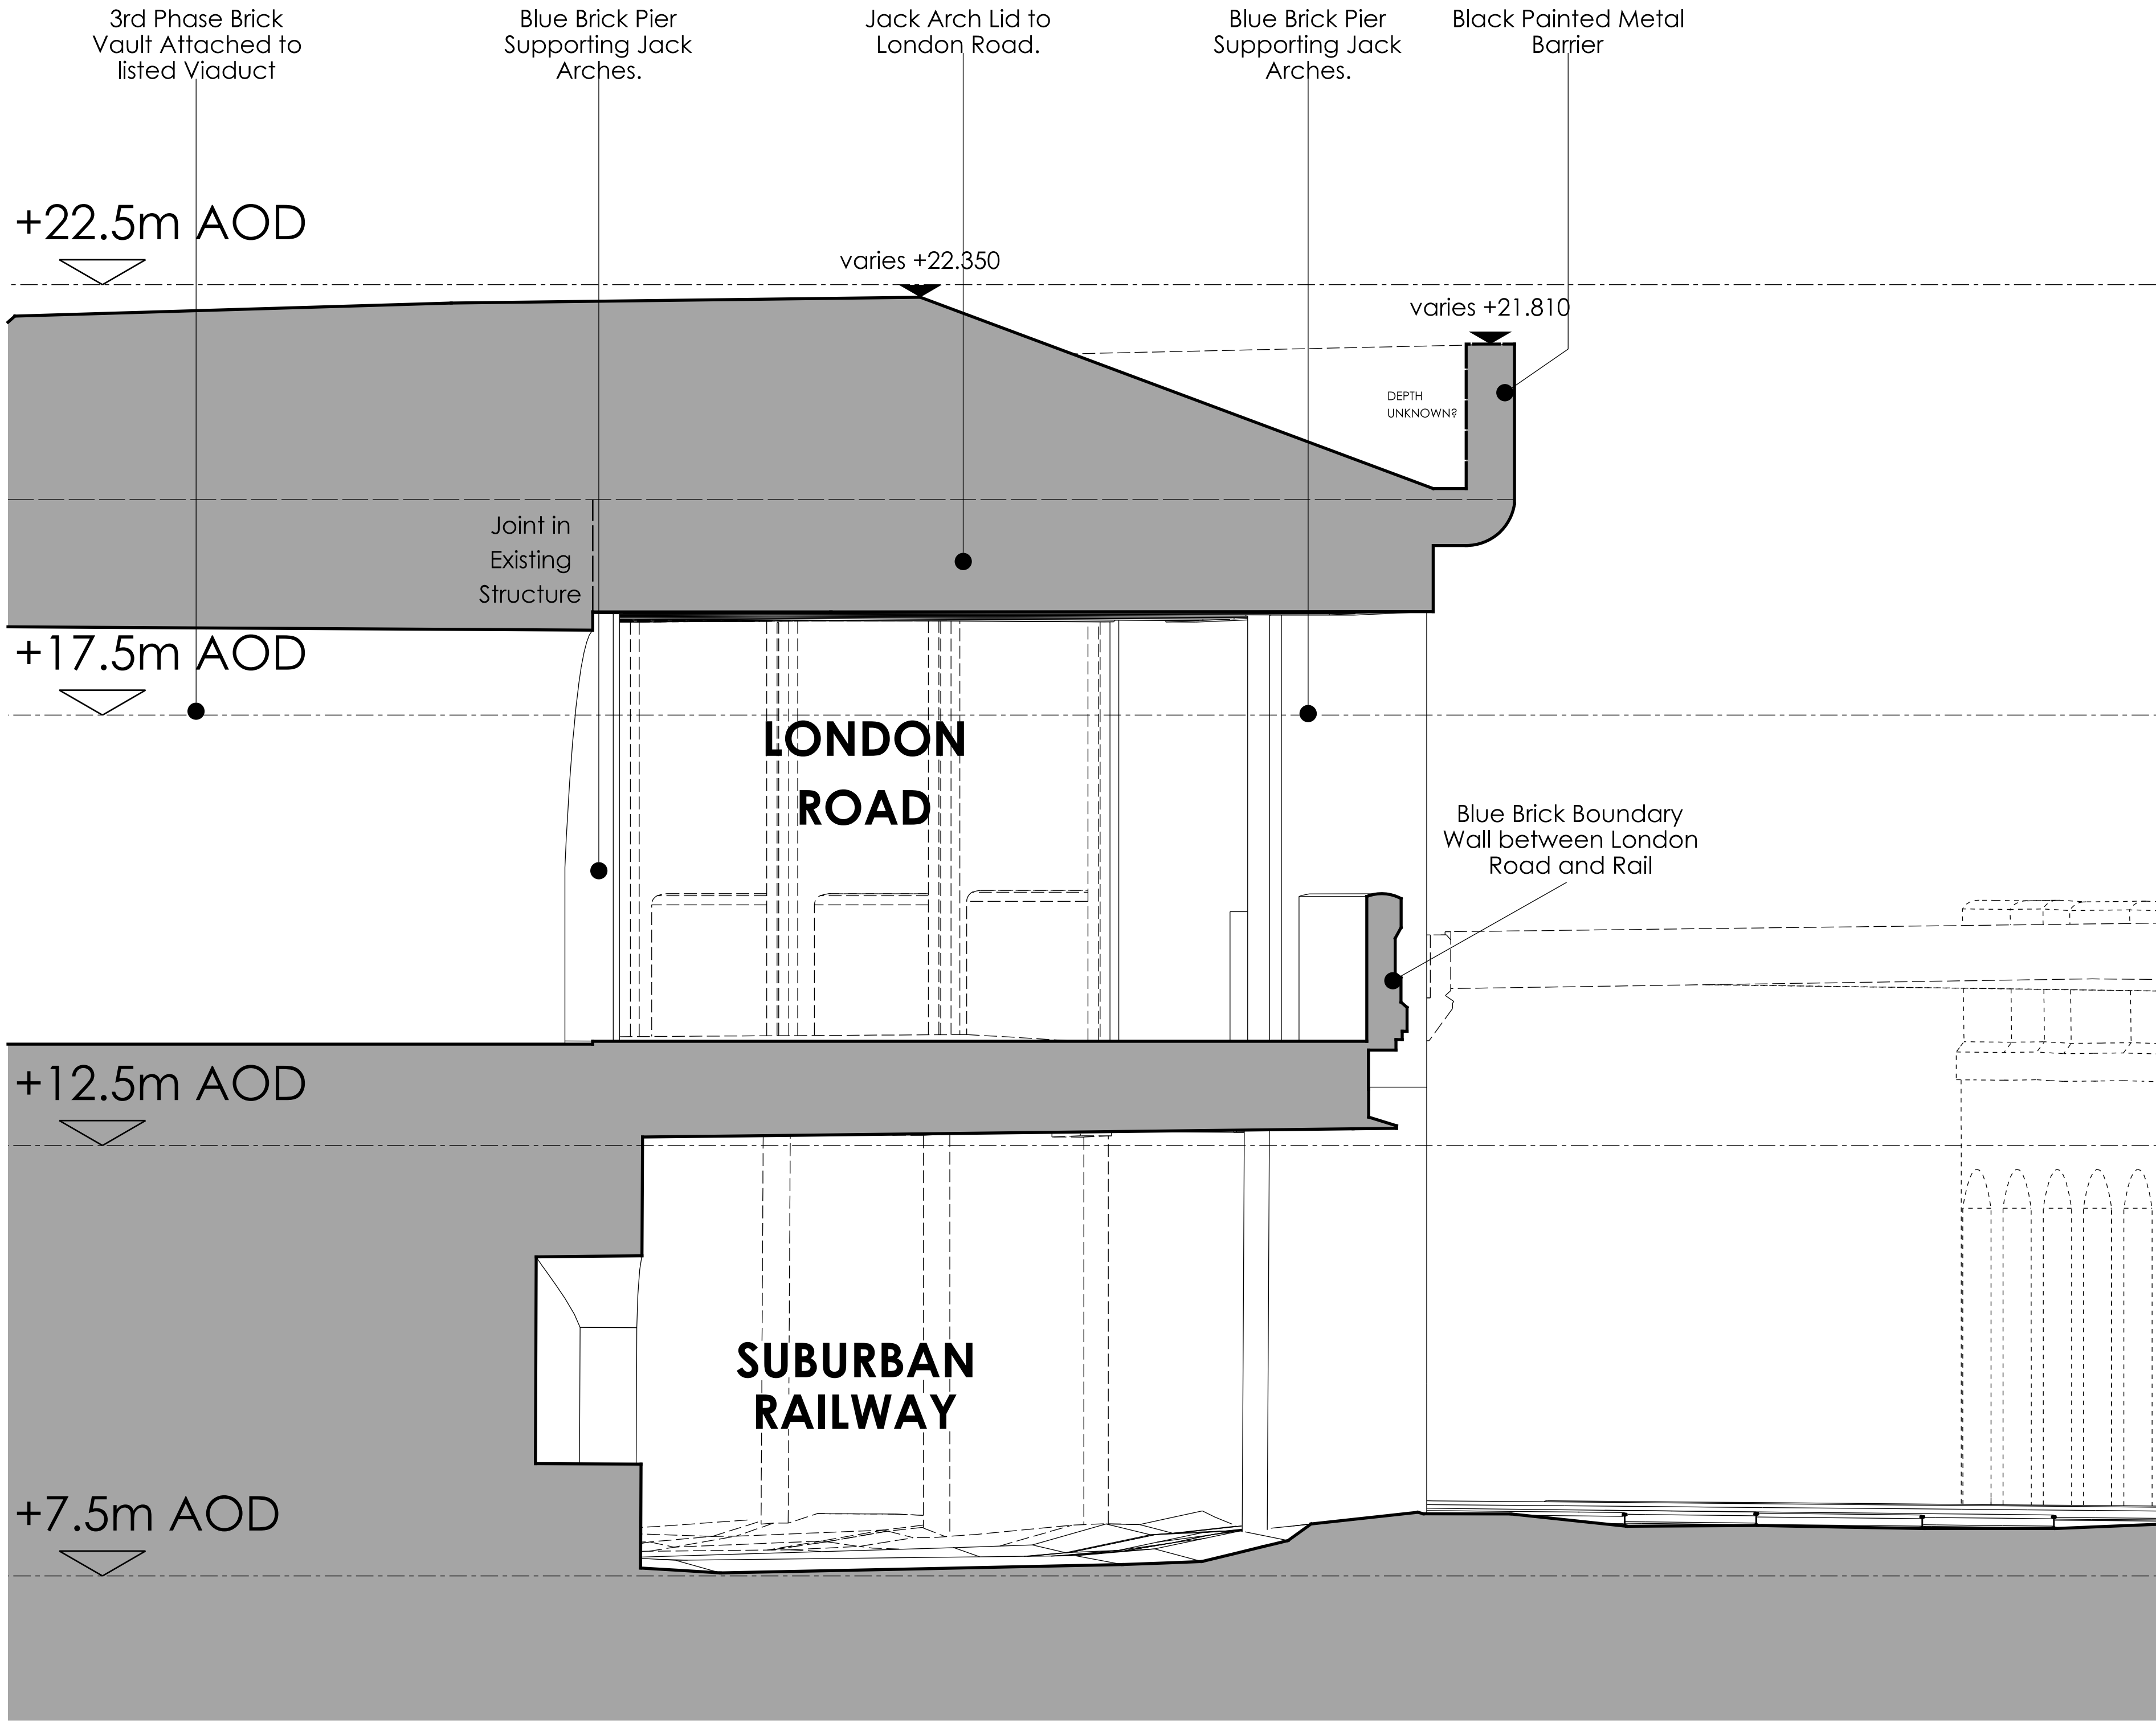 3rd Phase Brick
Vault Attached to
listed Viaduct
Blue Brick Pier
Supporting Jack
Arches.
Jack Arch Lid to
London Road.
Blue Brick Pier
Supporting Jack
Arches.
Black Painted Metal
Barrier
+22.5m AOD
varies +22.350
varies +21.810
DEPTH
UNKNOWN?
Joint in
Existing
Structure
+17.5m AOD
LONDON
ROAD
Blue Brick Boundary
Wall between London
Road and Rail
+12.5m AOD
SUBURBAN
RAILWAY
+7.5m AOD